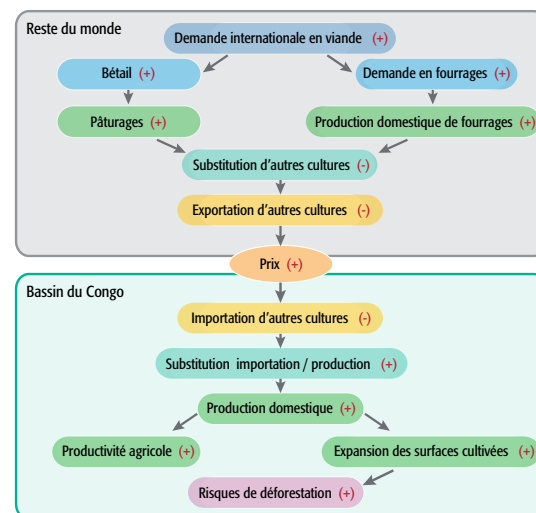 Reste du monde
Demande internationale en viande (+)
Bétail (+)
Demande en fourrages (+)
Pâturages (+)
Production domestique de fourrages (+)
Substitution d'autres cultures (-)
Exportation d'autres cultures (-)
Prix (+)
Bassin du Congo
Importation d'autres cultures (-)
Substitution importation / production (+)
Production domestique (+)
Productivité agricole (+)
Expansion des surfaces cultivées (+)
Risques de déforestation (+)